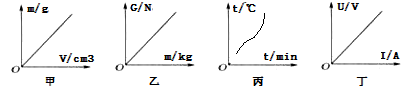 m/g
V/cm3
O
甲
G/N
m/kg
O
乙
t/℃
t/min
O
丙
U/V
I/A
O
丁